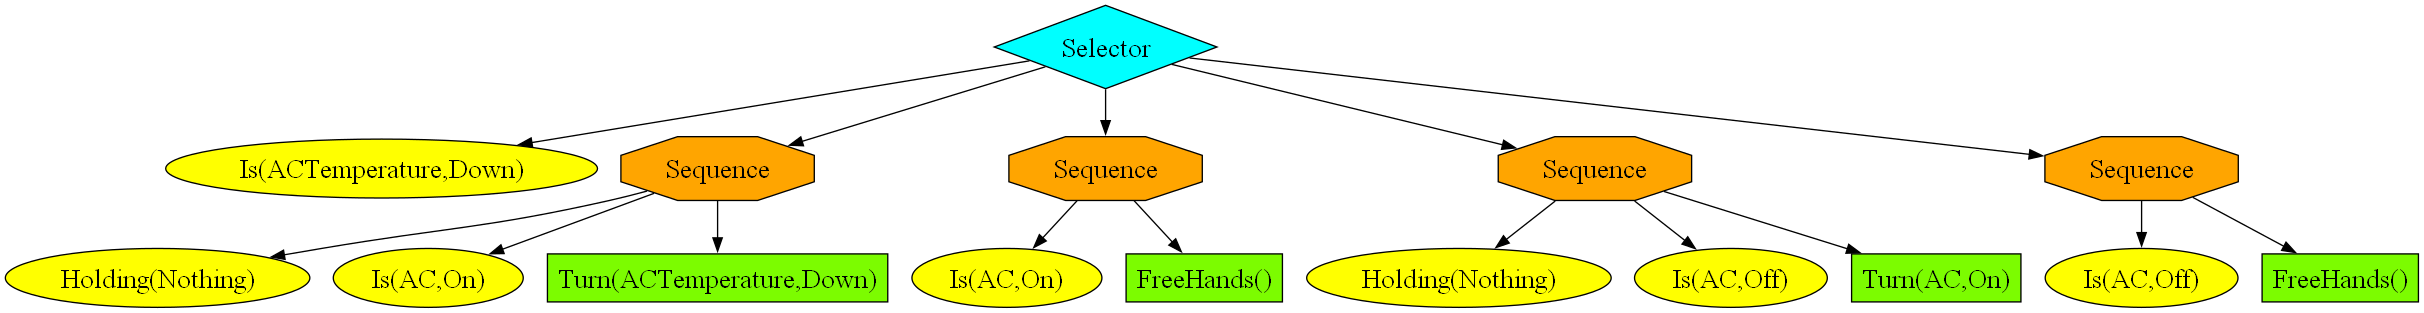 Selector
Is(ACTemperature,Down)
Sequence
Sequence
Sequence
Sequence
Holding(Nothing)
Is(AC,On)
Turn(ACTemperature,Down)
Is(AC,On)
FreeHands()
Holding(Nothing)
Is(AC,Off)
Turn(AC,On)
Is(AC,Off)
FreeHands()